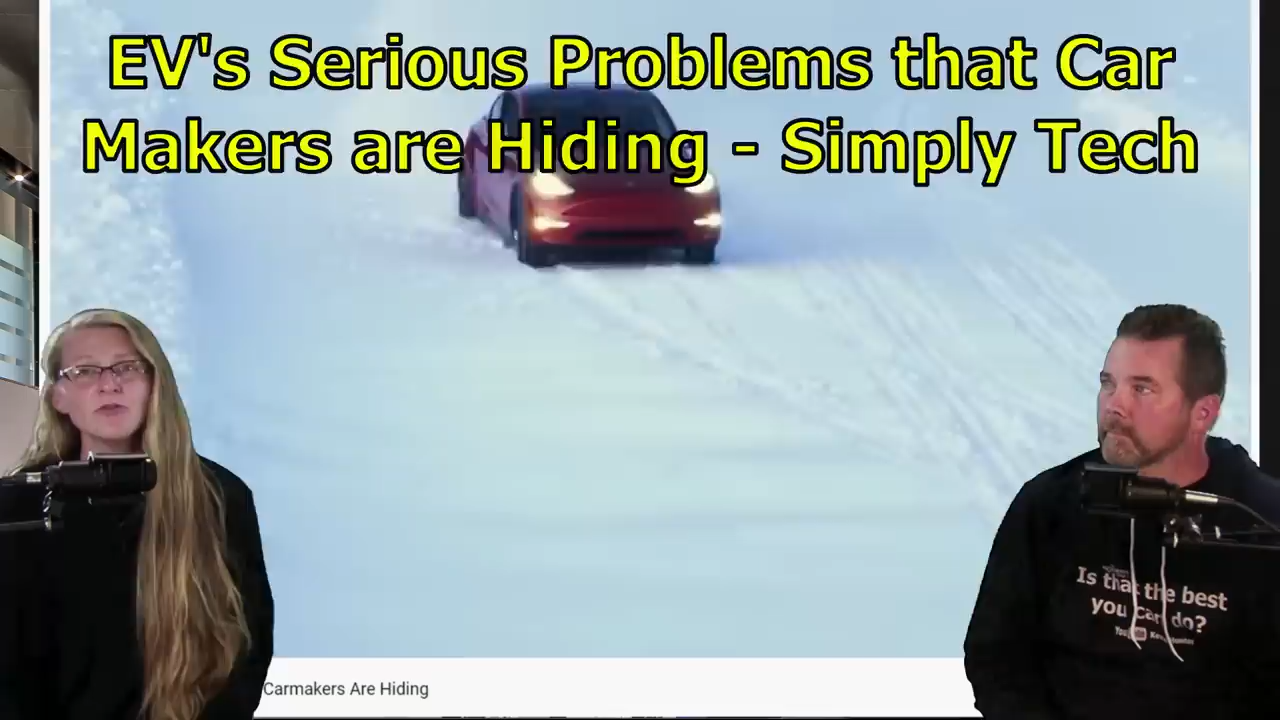 EV's Serious Problems that Car
Makers are Hiding - Simply Tech
Is that the best
you can do?
Carmakers Are Hiding